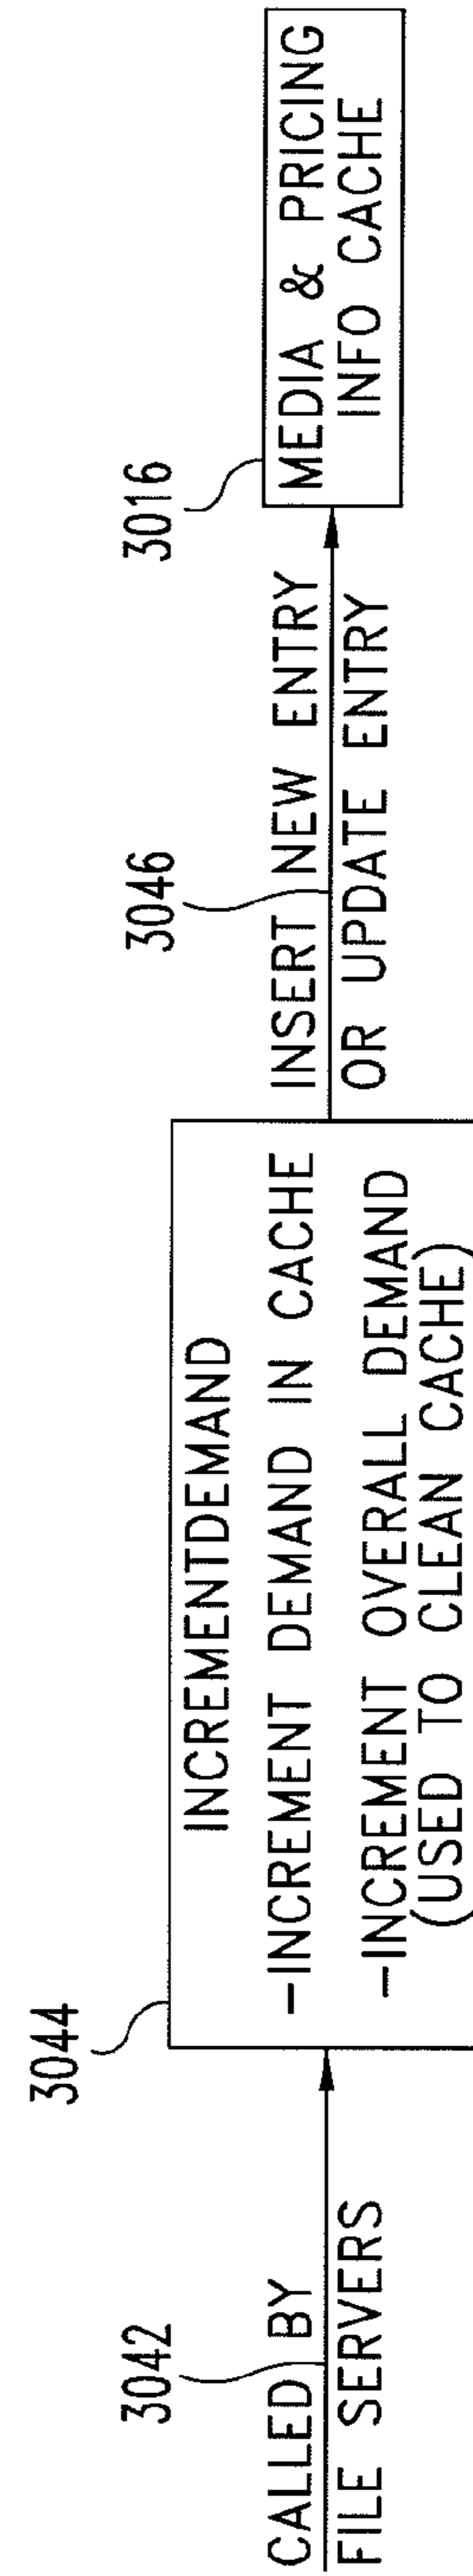 3042
CALLED BY
FILE SERVERS
3044
INCREMENTDEMAND
-INCREMENT DEMAND IN CACHE
-INCREMENT OVERALL DEMAND
(USED TO CLEAN CACHE)
3046
INSERT NEW ENTRY
OR UPDATE ENTRY
3016
MEDIA & PRICING
INFO CACHE